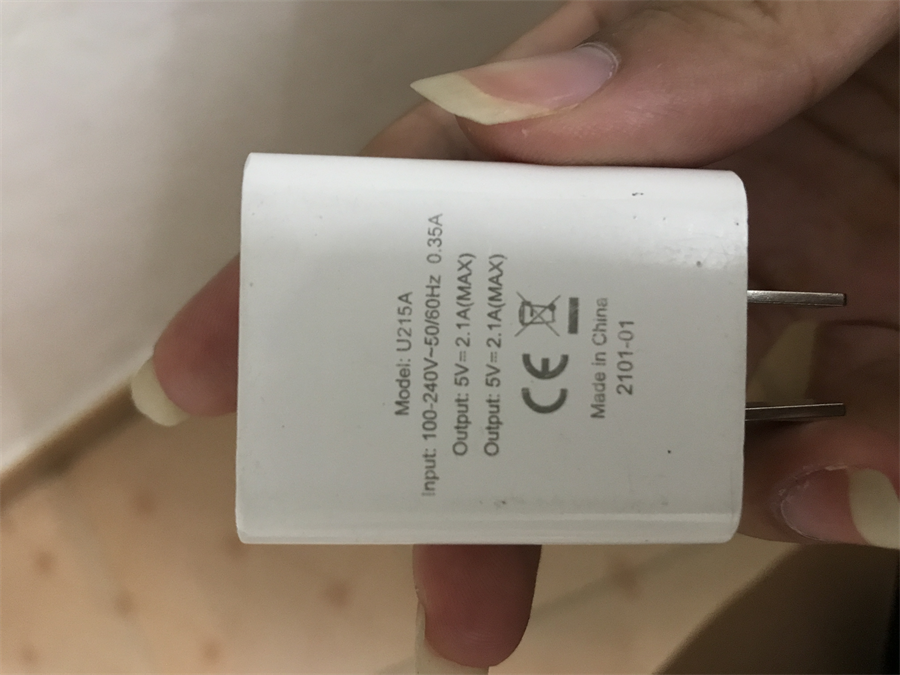 Model: U215A
Input: 100-240V~50/60Hz 0.35A
Output: 5V=2.1A(MAX)
Output: 5V=2.1A(MAX)
CE
Made in China
2101-01